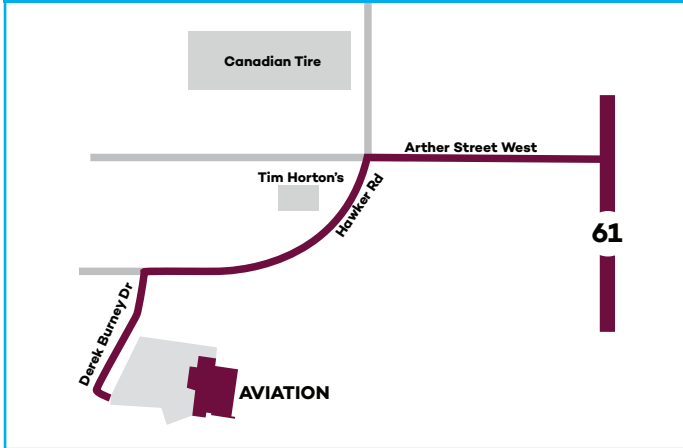 Canadian Tire
Arther Street West
Tim Horton's
Hawker Rd
61
Derek Burney Dr
AVIATION